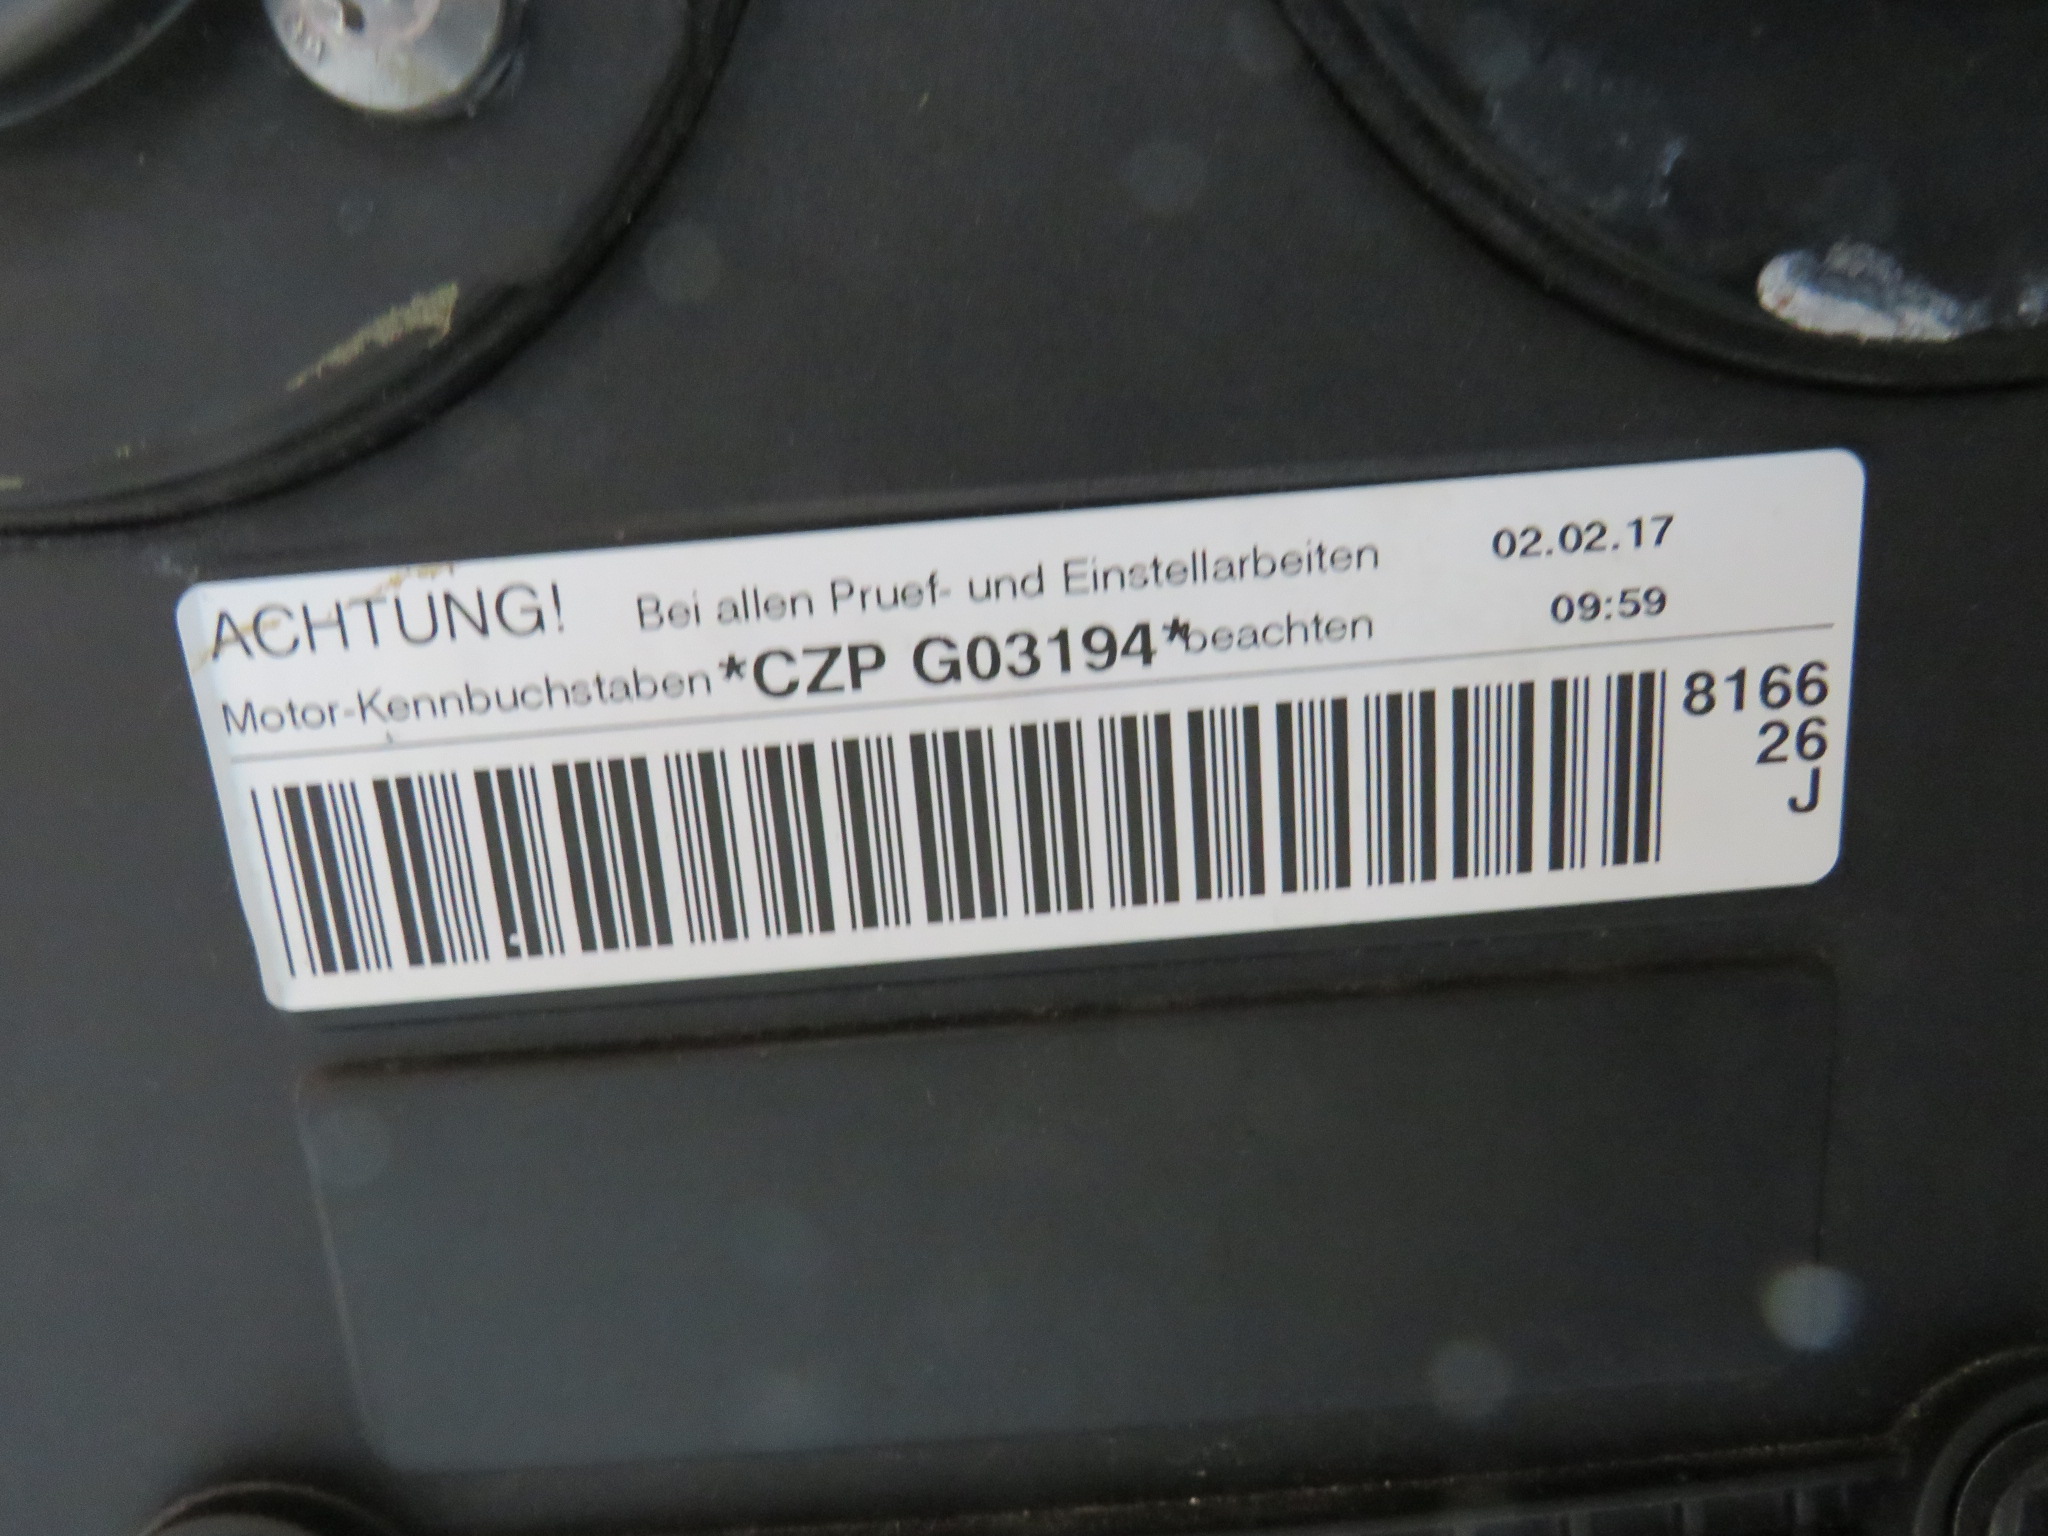 ACHTUNG! Bei allen Pruef- und Einstellarbeiten 02.02.17
Motor-Kennbuchstaben *CZP G03194* beachten 09:59
8166
26
J